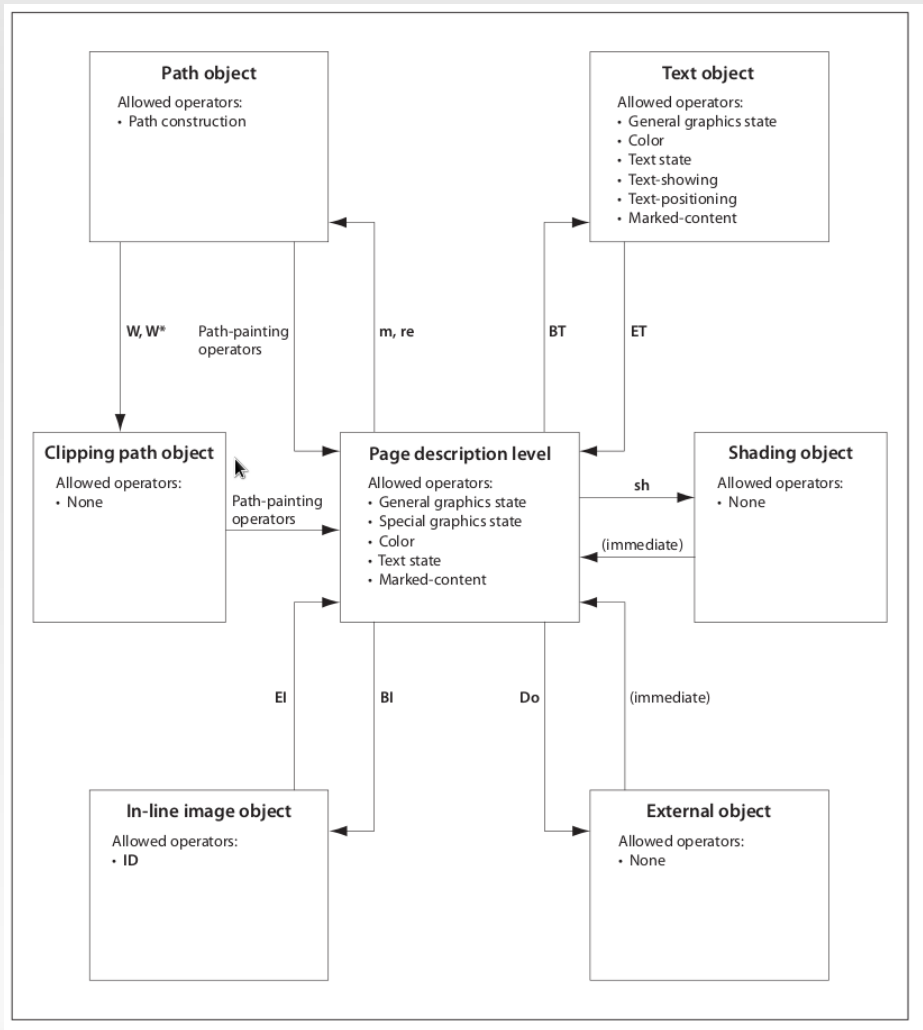 Path object
Allowed operators:
• Path construction
Text object
Allowed operators:
• General graphics state
• Color
• Text state
• Text-showing
• Text-positioning
• Marked-content
W, W*
Path-painting
operators
m, re
BT
ET
Clipping path object
Allowed operators:
• None
Path-painting
operators
Page description level
Allowed operators:
• General graphics state
• Special graphics state
• Color
• Text state
• Marked-content
sh
(immediate)
Shading object
Allowed operators:
• None
EI
BI
Do
(immediate)
In-line image object
Allowed operators:
• ID
External object
Allowed operators:
• None